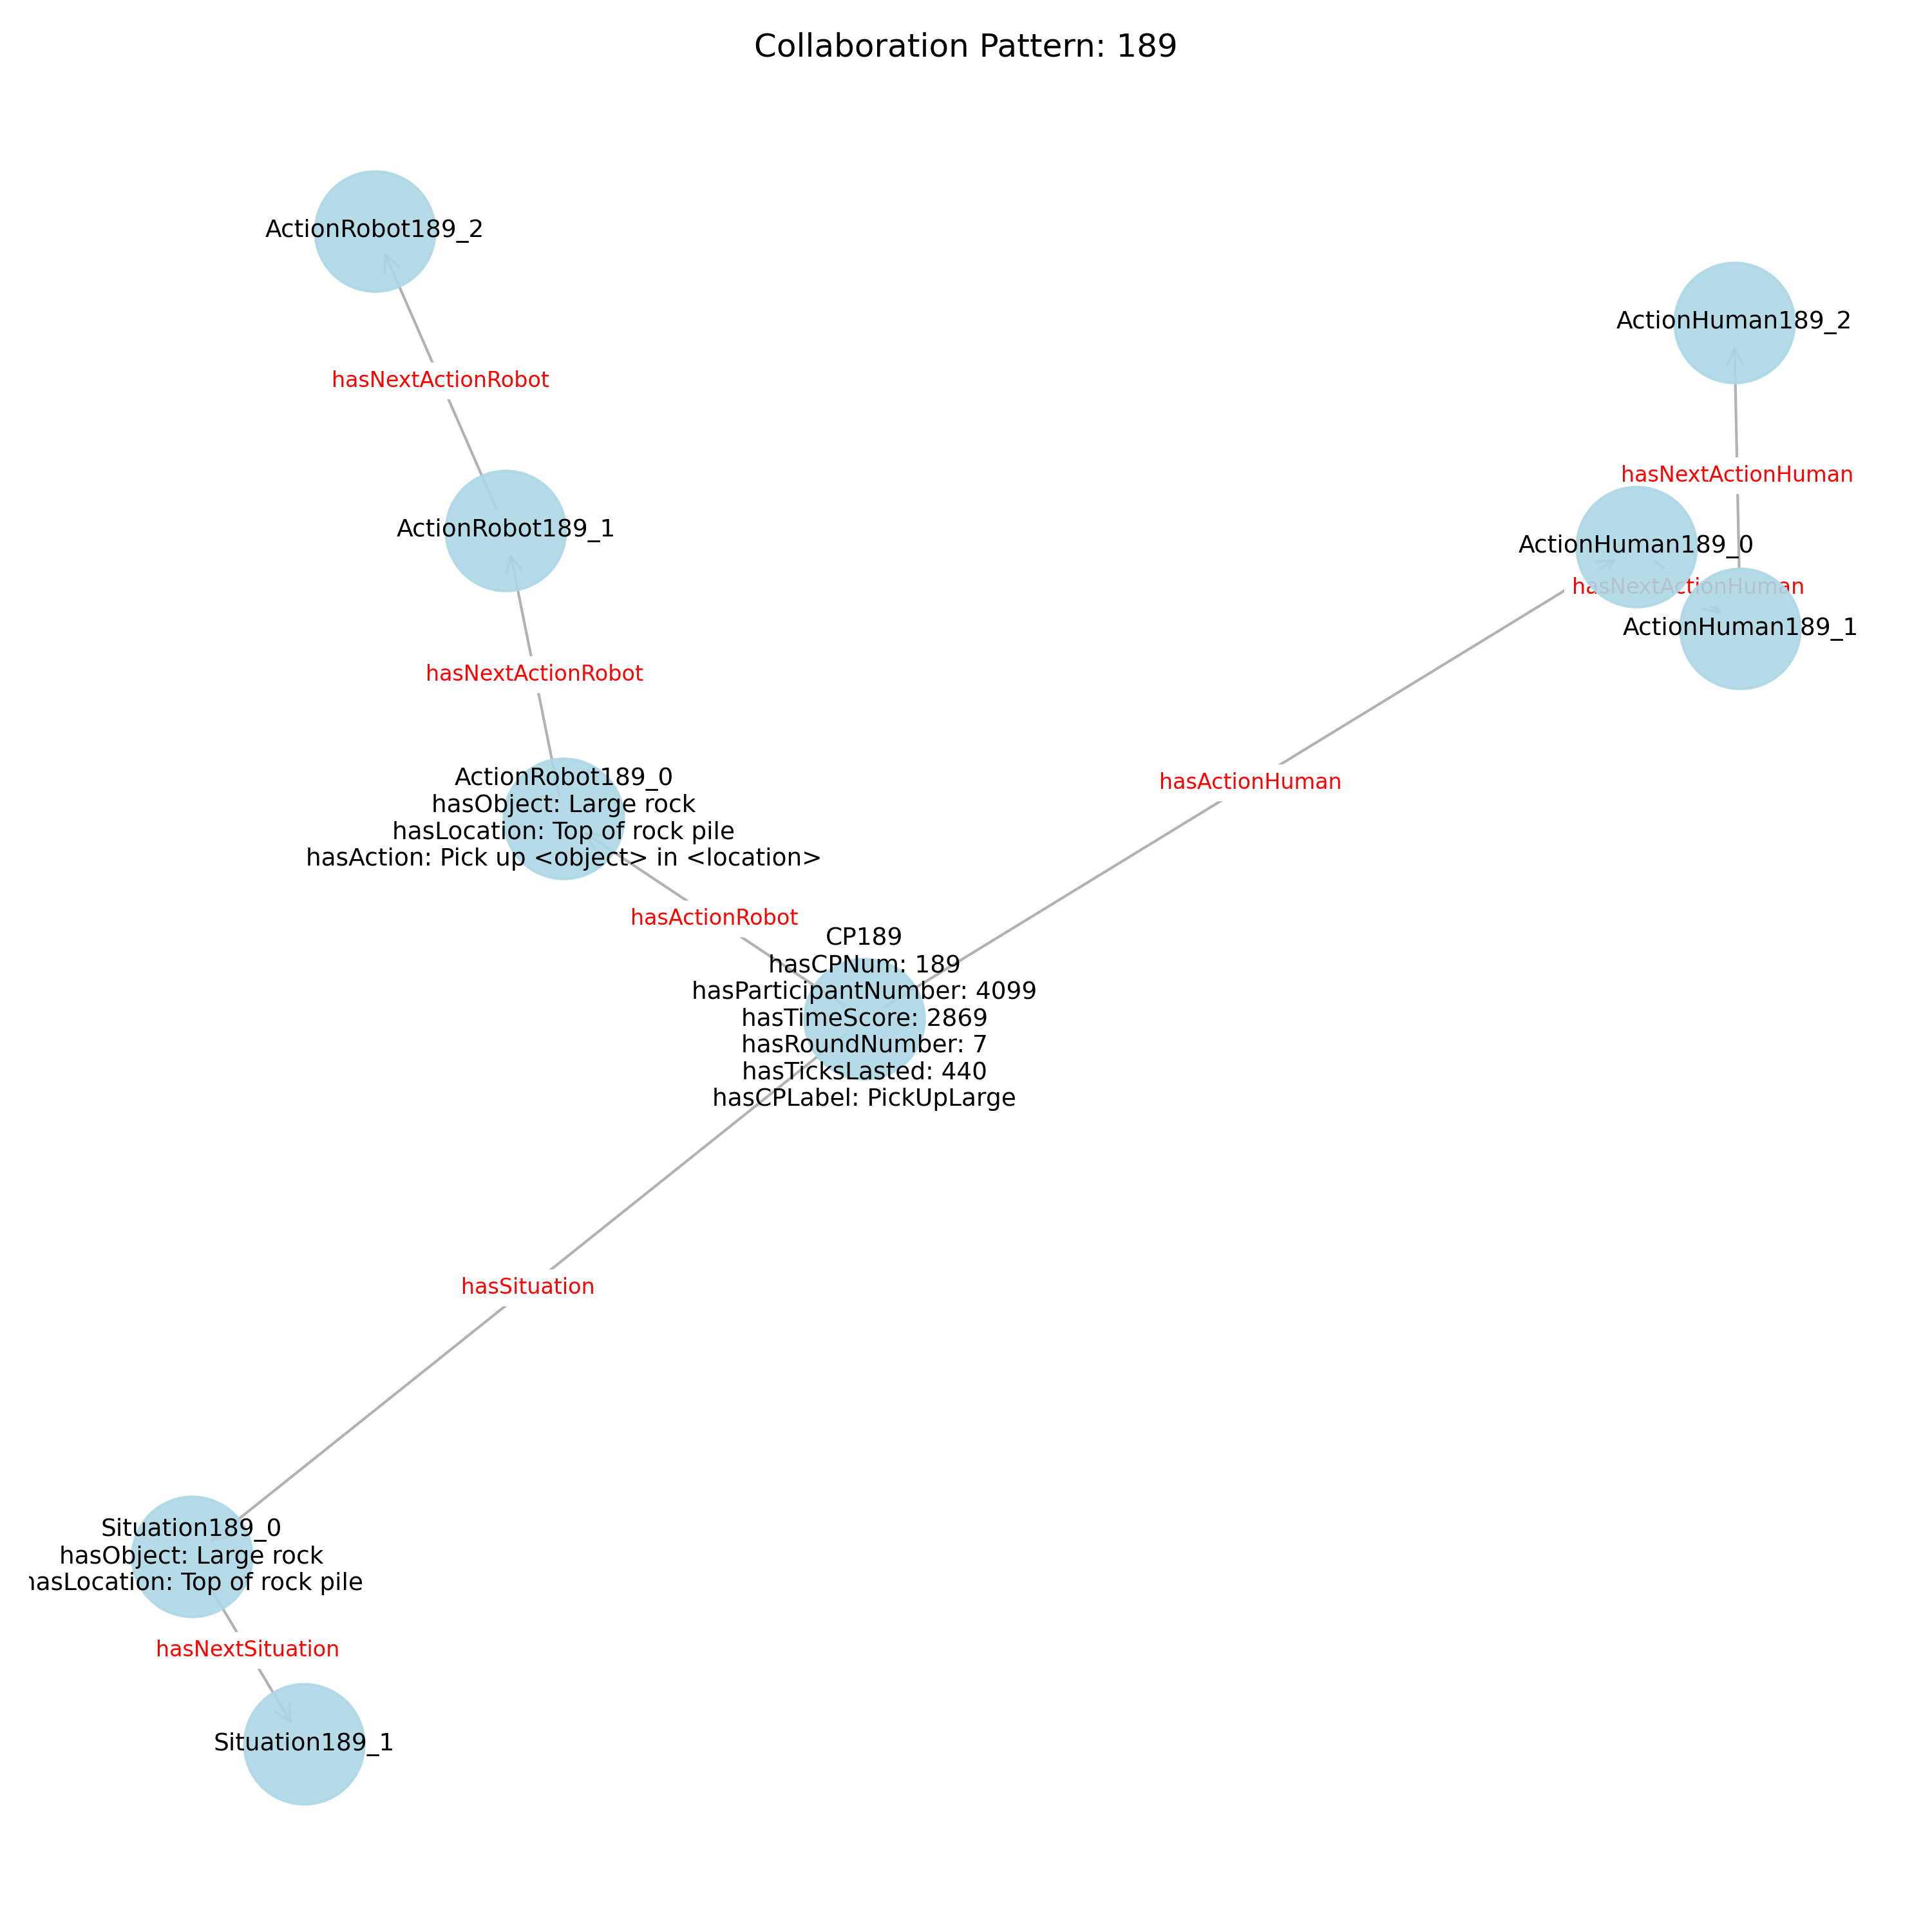 Collaboration Pattern: 189
ActionRobot189_2
hasNextActionRobot
ActionRobot189_1
hasNextActionRobot
ActionRobot189_0
hasObject: Large rock
hasLocation: Top of rock pile
hasAction: Pick up <object> in <location>
hasActionRobot
ActionHuman189_2
hasNextActionHuman
ActionHuman189_0
hasNextActionHuman
ActionHuman189_1
hasActionHuman
CP189
hasCPNum: 189
hasParticipantNumber: 4099
hasTimeScore: 2869
hasRoundNumber: 7
hasTicksLasted: 440
hasCPLabel: PickUpLarge
hasSituation
Situation189_0
hasObject: Large rock
hasLocation: Top of rock pile
hasNextSituation
Situation189_1